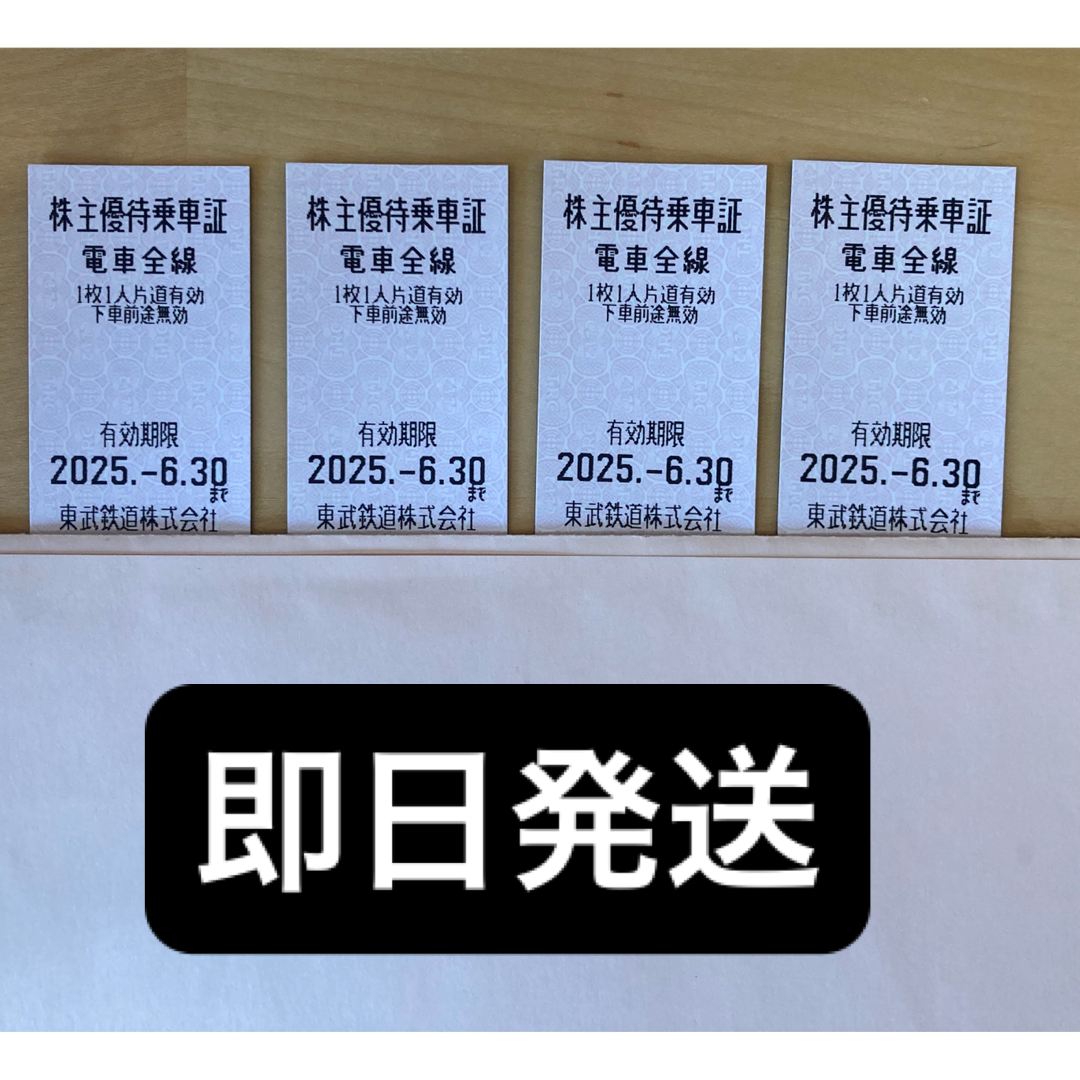 株主優待乗車証
電車全線
1枚1人片道有効
下車前途無効
有効期限
2025.-6.30まで
東武鉄道株式会社
株主優待乗車証
電車全線
1枚1人片道有効
下車前途無効
有効期限
2025.-6.30まで
東武鉄道株式会社
株主優待乗車証
電車全線
1枚1人片道有効
下車前途無効
有効期限
2025.-6.30まで
東武鉄道株式会社
株主優待乗車証
電車全線
1枚1人片道有効
下車前途無効
有効期限
2025.-6.30まで
東武鉄道株式会社
即日発送